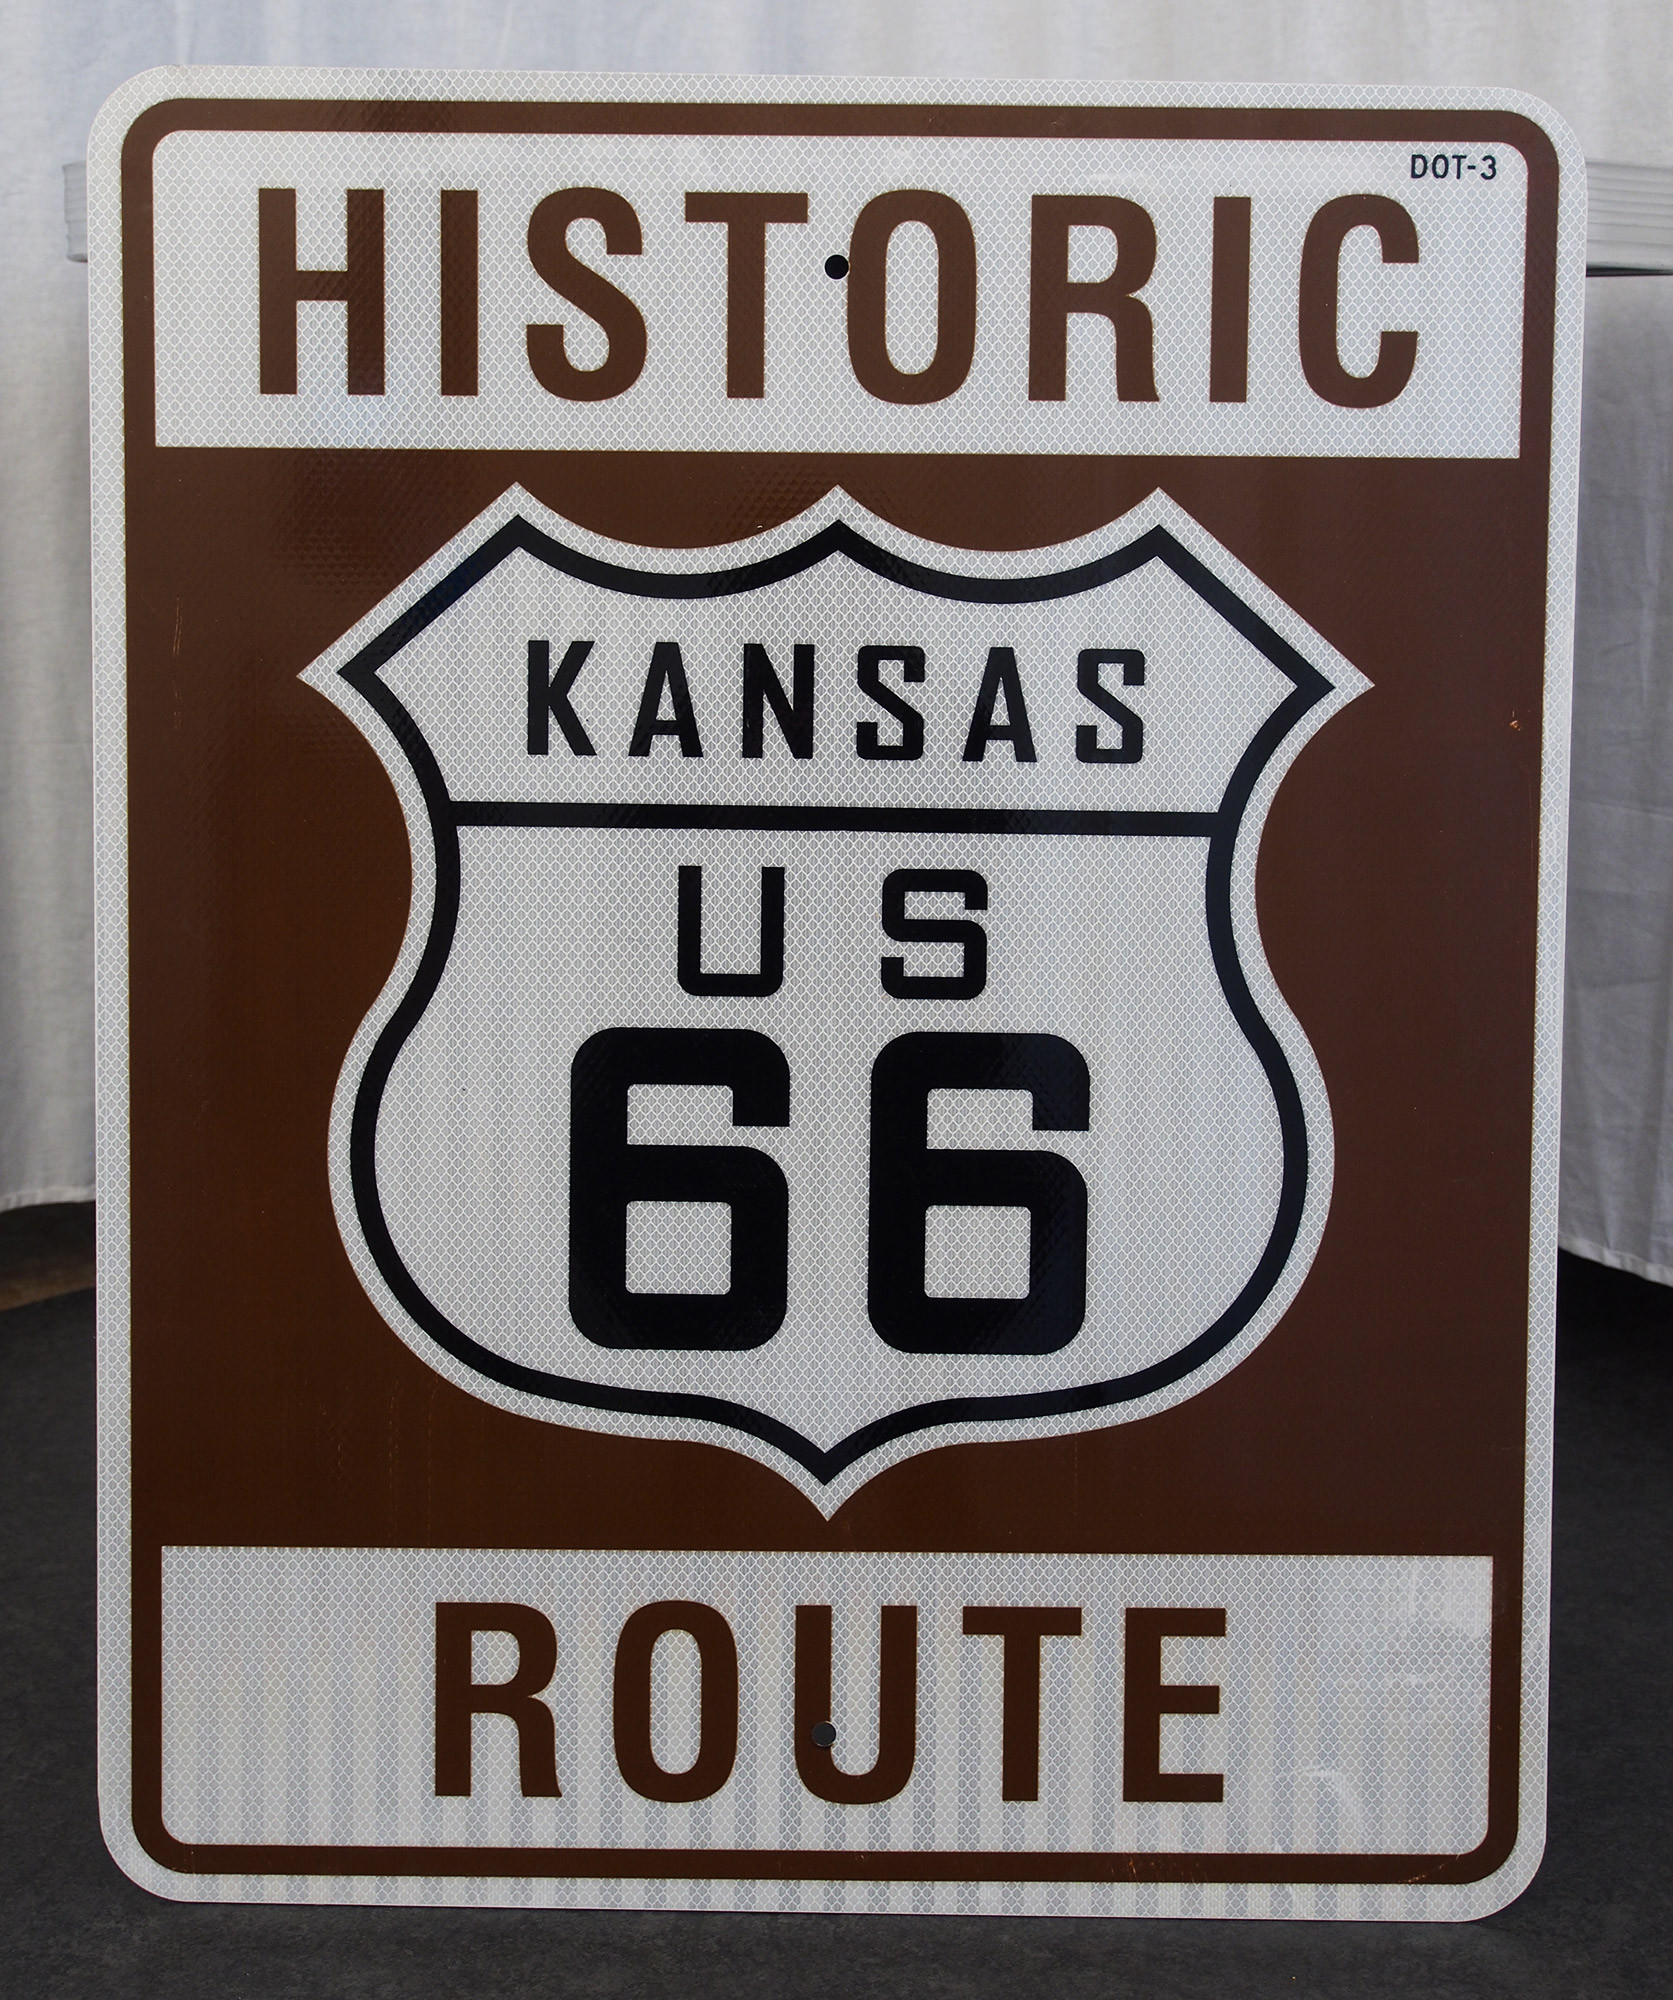 DOT-3
HISTORIC
KANSAS
US
66
ROUTE